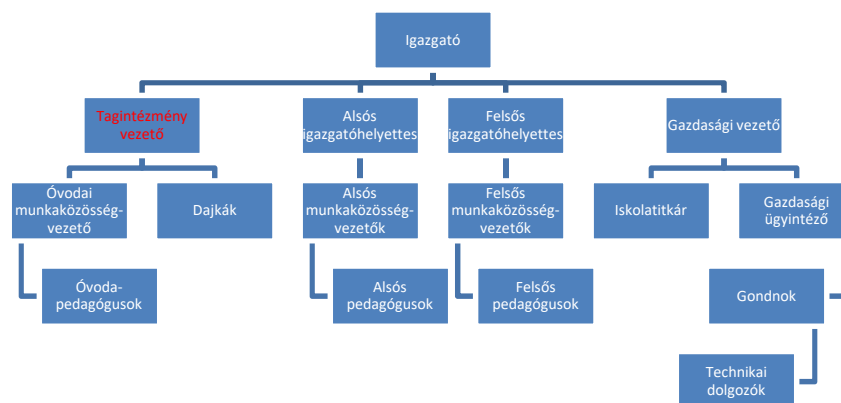 Igazgató
Tagintézmény
vezető
Alsós
igazgatóhelyettes
Felsős
igazgatóhelyettes
Gazdasági vezető
Óvodai
munkaközösség-
vezető
Dajkák
Alsós
munkaközösség-
vezetők
Felsős
munkaközösség-
vezetők
Iskolatitkár
Gazdasági
ügyintéző
Óvoda-
pedagógusok
Alsós
pedagógusok
Felsős
pedagógusok
Gondnok
Technikai
dolgozók